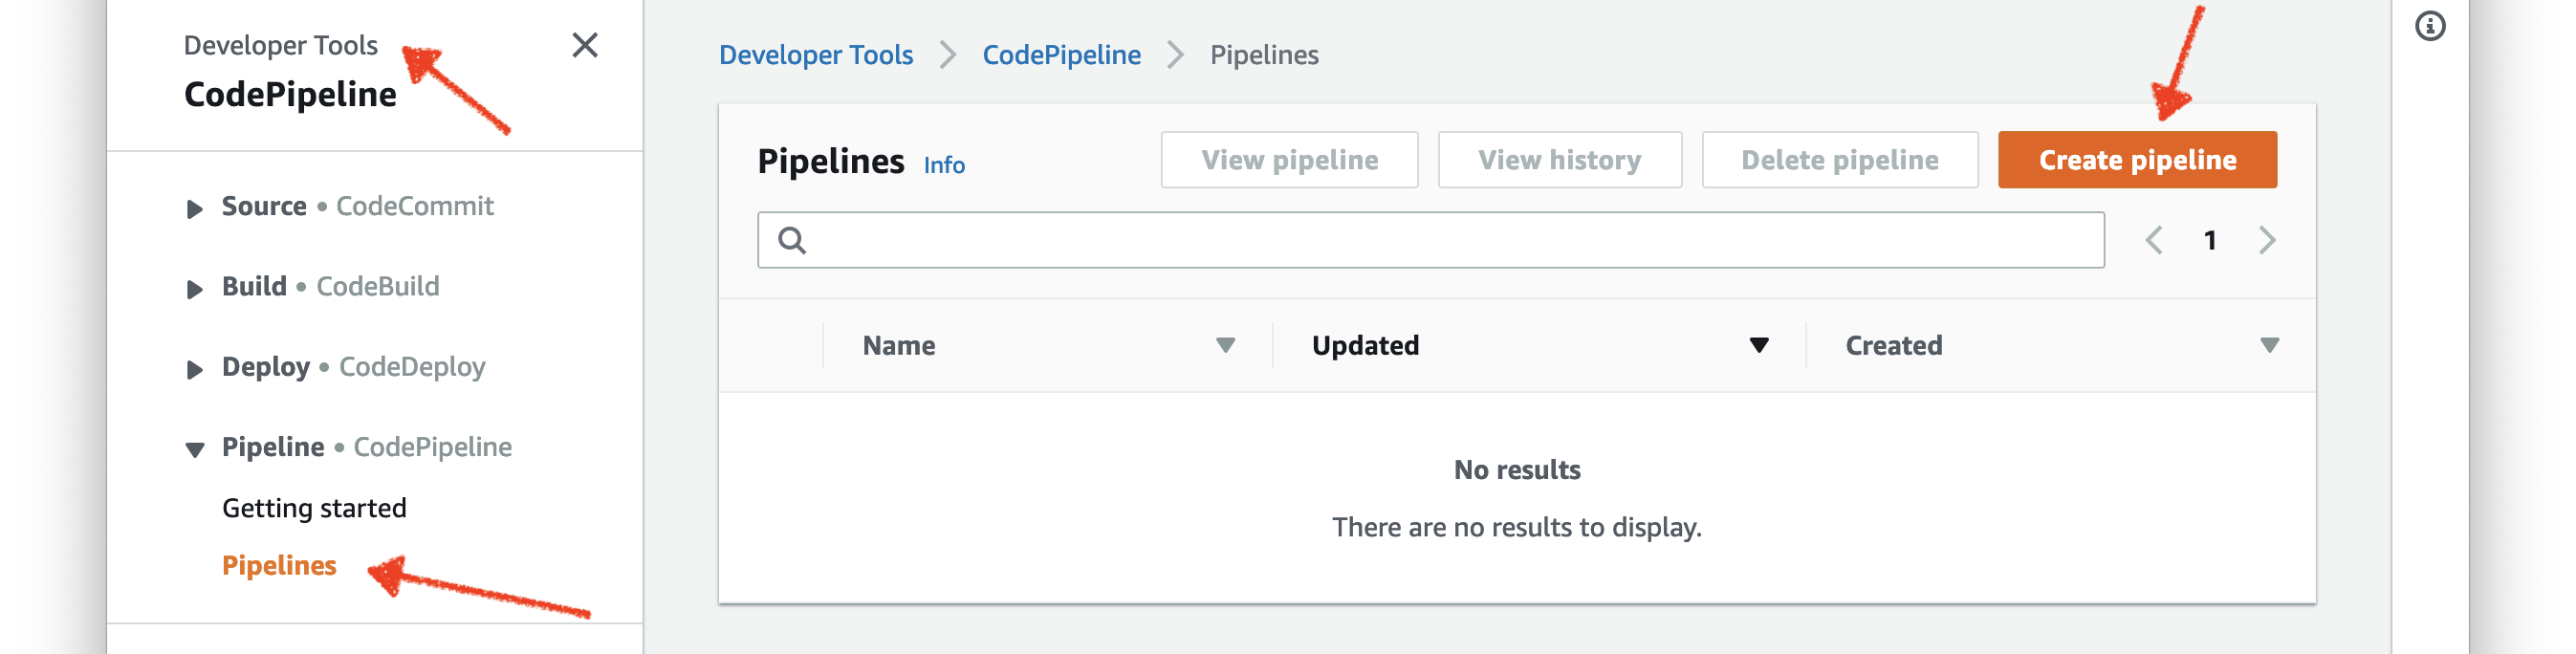 Developer Tools
CodePipeline
Source • CodeCommit
Build • CodeBuild
Deploy • CodeDeploy
Pipeline • CodePipeline
Getting started
Pipelines
Developer Tools > CodePipeline > Pipelines
Pipelines Info View pipeline View history Delete pipeline Create pipeline
1
Name Updated Created
No results
There are no results to display.